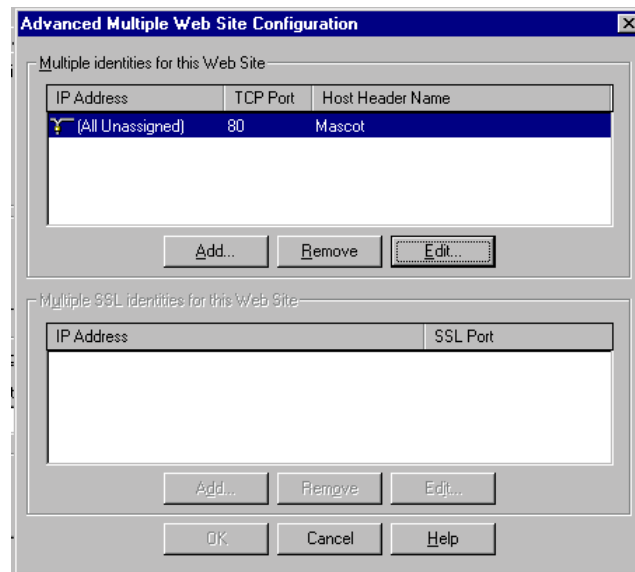 Advanced Multiple Web Site Configuration
Multiple identities for this Web Site
IP Address TCP Port Host Header Name
(All Unassigned) 80 Mascot
Add... Remove Edit...
Multiple SSL identities for this Web Site
IP Address SSL Port
Add... Remove Edit...
OK Cancel Help